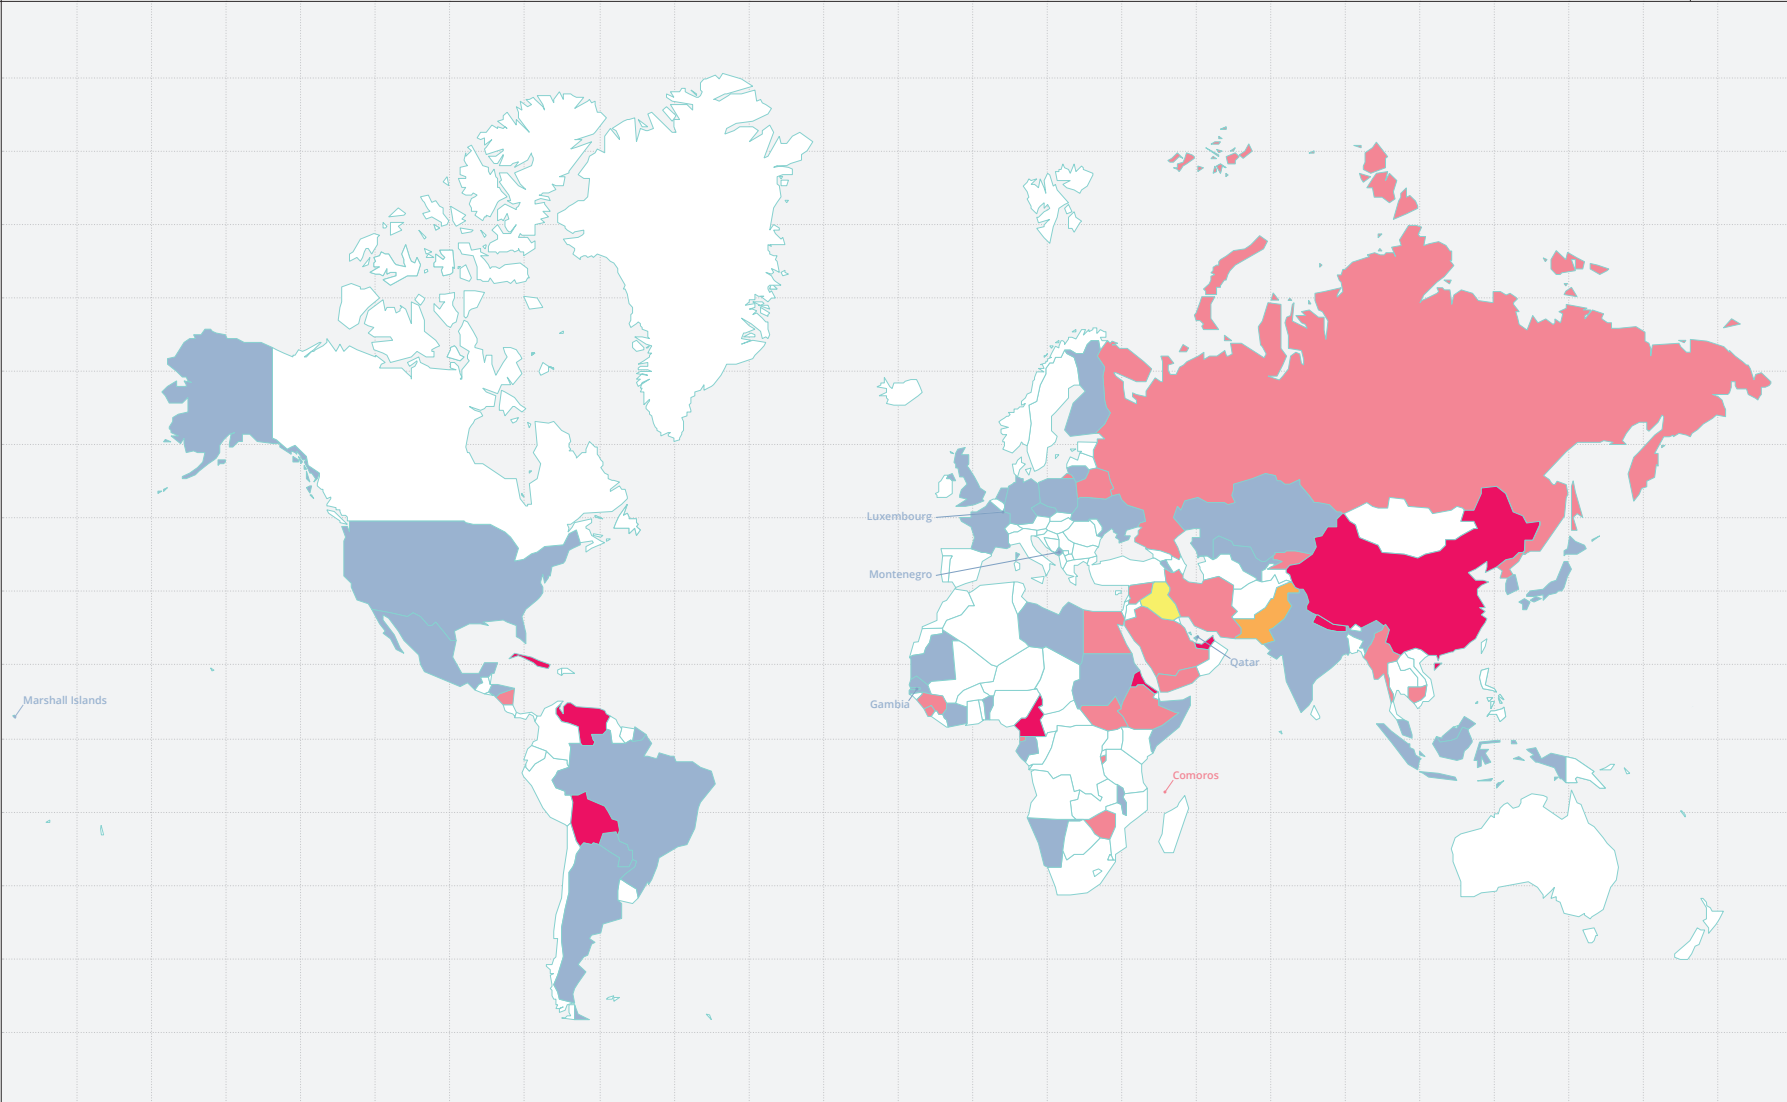 Luxembourg
Montenegro
Qatar
Marshall Islands
Gambia
Comoros